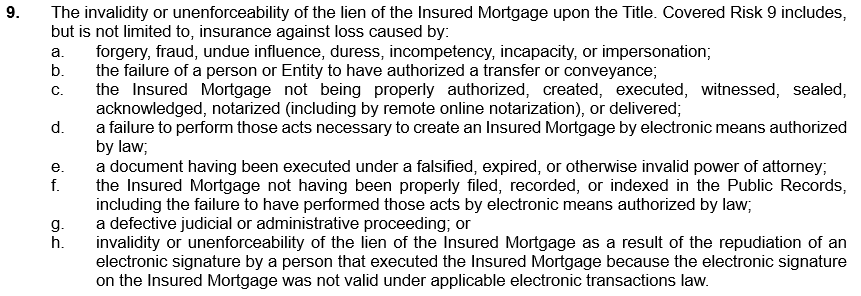 9. The invalidity or unenforceability of the lien of the Insured Mortgage upon the Title. Covered Risk 9 includes,
but is not limited to, insurance against loss caused by:
a. forgery, fraud, undue influence, duress, incompetency, incapacity, or impersonation;
b. the failure of a person or Entity to have authorized a transfer or conveyance;
c. the Insured Mortgage not being properly authorized, created, executed, witnessed, sealed,
acknowledged, notarized (including by remote online notarization), or delivered;
d. a failure to perform those acts necessary to create an Insured Mortgage by electronic means authorized
by law;
e. a document having been executed under a falsified, expired, or otherwise invalid power of attorney;
f. the Insured Mortgage not having been properly filed, recorded, or indexed in the Public Records,
including the failure to have performed those acts by electronic means authorized by law;
g. a defective judicial or administrative proceeding; or
h. invalidity or unenforceability of the lien of the Insured Mortgage as a result of the repudiation of an
electronic signature by a person that executed the Insured Mortgage because the electronic signature
on the Insured Mortgage was not valid under applicable electronic transactions law.